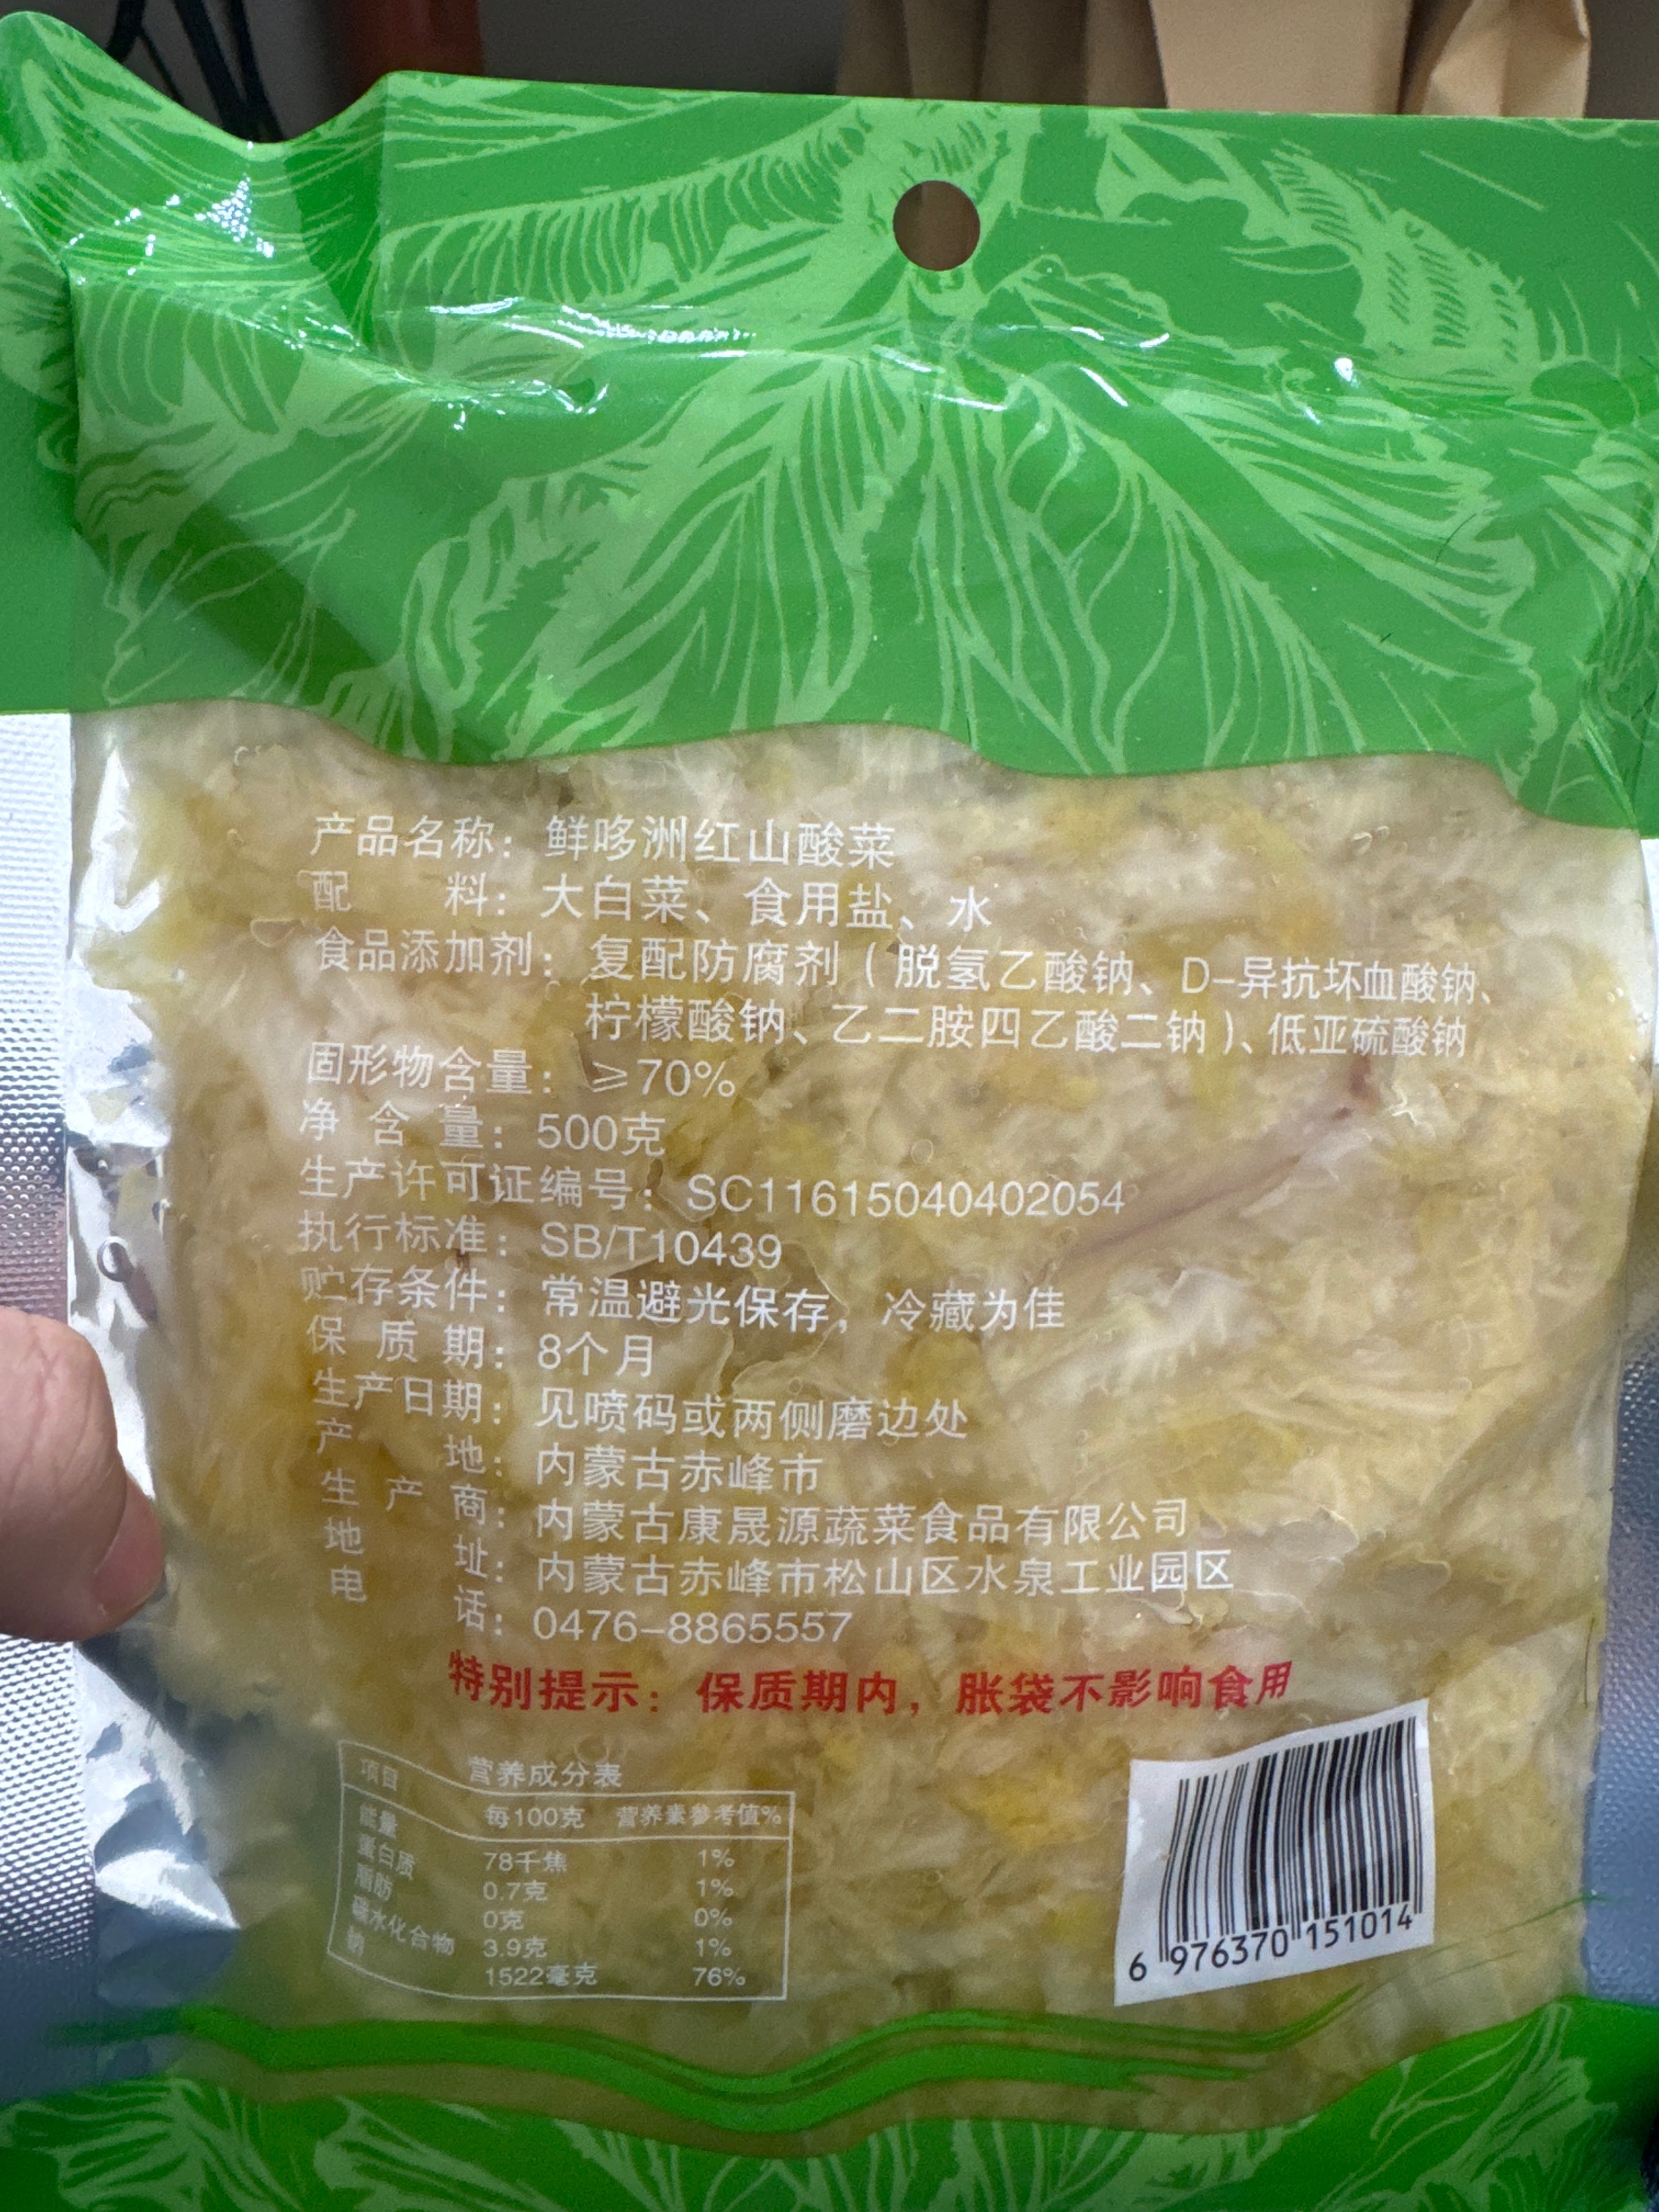 产品名称：鲜哆洲红山酸菜
配料：大白菜、食用盐、水
食品添加剂：复配防腐剂（脱氢乙酸钠、D-异抗坏血酸钠、
柠檬酸钠、乙二胺四乙酸二钠）、低亚硫酸钠
固形物含量：≥70%
净含量：500克
生产许可证编号：SC11615040402054
执行标准：SB/T10439
贮存条件：常温避光保存，冷藏为佳
保质期：8个月
生产日期：见喷码或两侧磨边处
产地：内蒙古赤峰市
生产商：内蒙古康晟源蔬菜食品有限公司
地址：内蒙古赤峰市松山区水泉工业园区
电话：0476-8865557
特别提示：保质期内，胀袋不影响食用
营养成分表
项目 每100克 营养素参考值%
能量 78千焦 1%
蛋白质 0.7克 1%
脂肪 0克 0%
碳水化合物 3.9克 1%
钠 1522毫克 76%
6 976370 151014